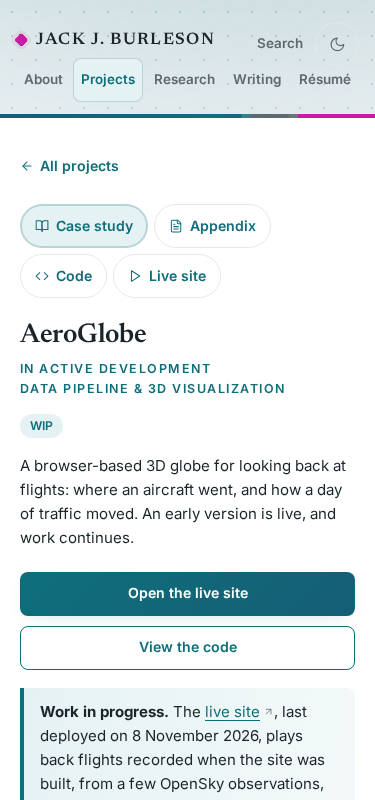 JACK J. BURLESON
Search
About Projects Research Writing Résumé
All projects
Case study Appendix
Code Live site
AeroGlobe
IN ACTIVE DEVELOPMENT
DATA PIPELINE & 3D VISUALIZATION
WIP
A browser-based 3D globe for looking back at
flights: where an aircraft went, and how a day
of traffic moved. An early version is live, and
work continues.
Open the live site
View the code
Work in progress. The live site, last
deployed on 8 November 2026, plays
back flights recorded when the site was
built, from a few OpenSky observations,